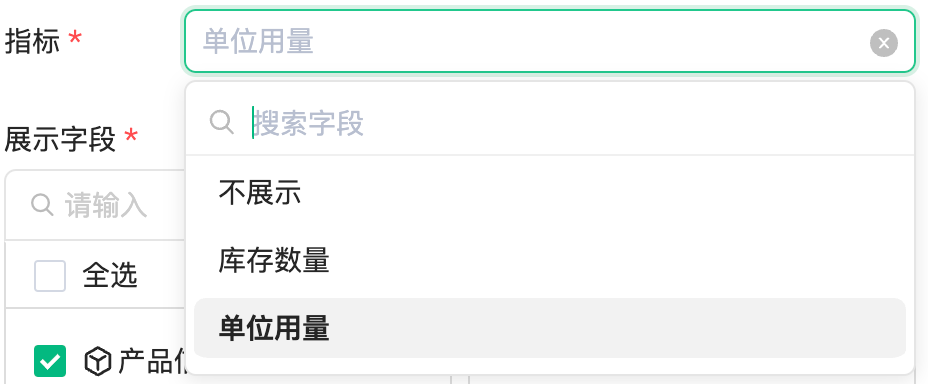 指标 *
单位用量
搜索字段
展示字段 *
不展示
请输入
库存数量
全选
单位用量
产品